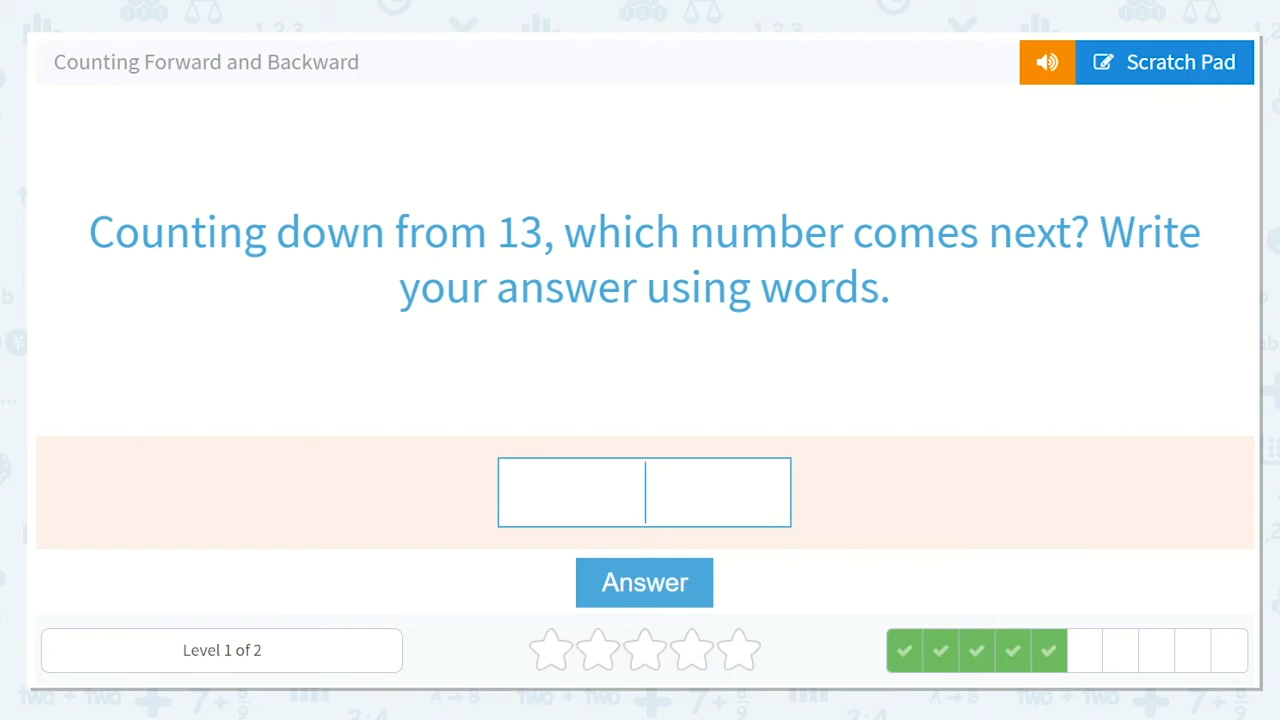 Counting Forward and Backward
Scratch Pad
Counting down from 13, which number comes next? Write
your answer using words.
Answer
Level 1 of 2